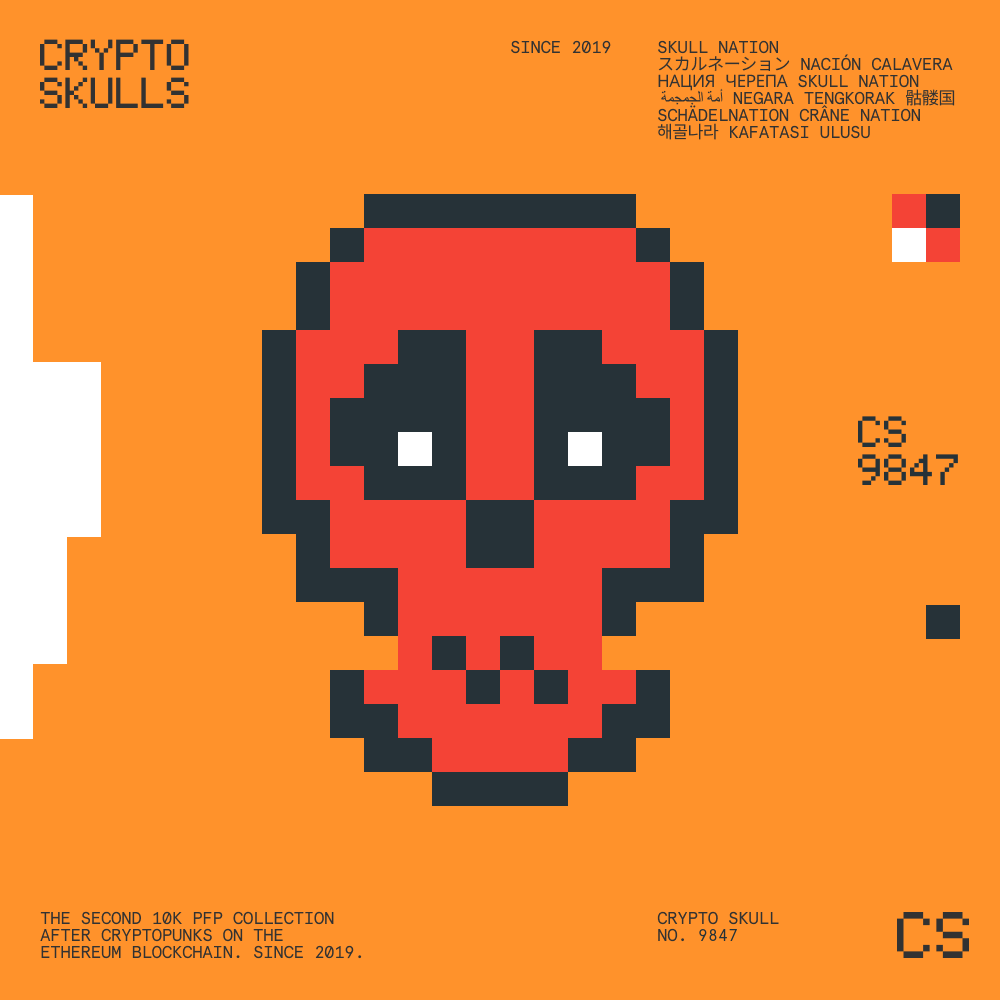 CRYPTO
SKULLS
SINCE 2019
SKULL NATION
スカルネーション NACIÓN CALAVERA
НАЦИЯ ЧЕРЕПА SKULL NATION
أمة الجمجمة NEGARA TENGKORAK 骷髅国
SCHÄDELNATION CRÂNE NATION
해골나라 KAFATASI ULUSU
CS
9847
THE SECOND 10K PFP COLLECTION
AFTER CRYPTOPUNKS ON THE
ETHEREUM BLOCKCHAIN. SINCE 2019.
CRYPTO SKULL
NO. 9847
CS